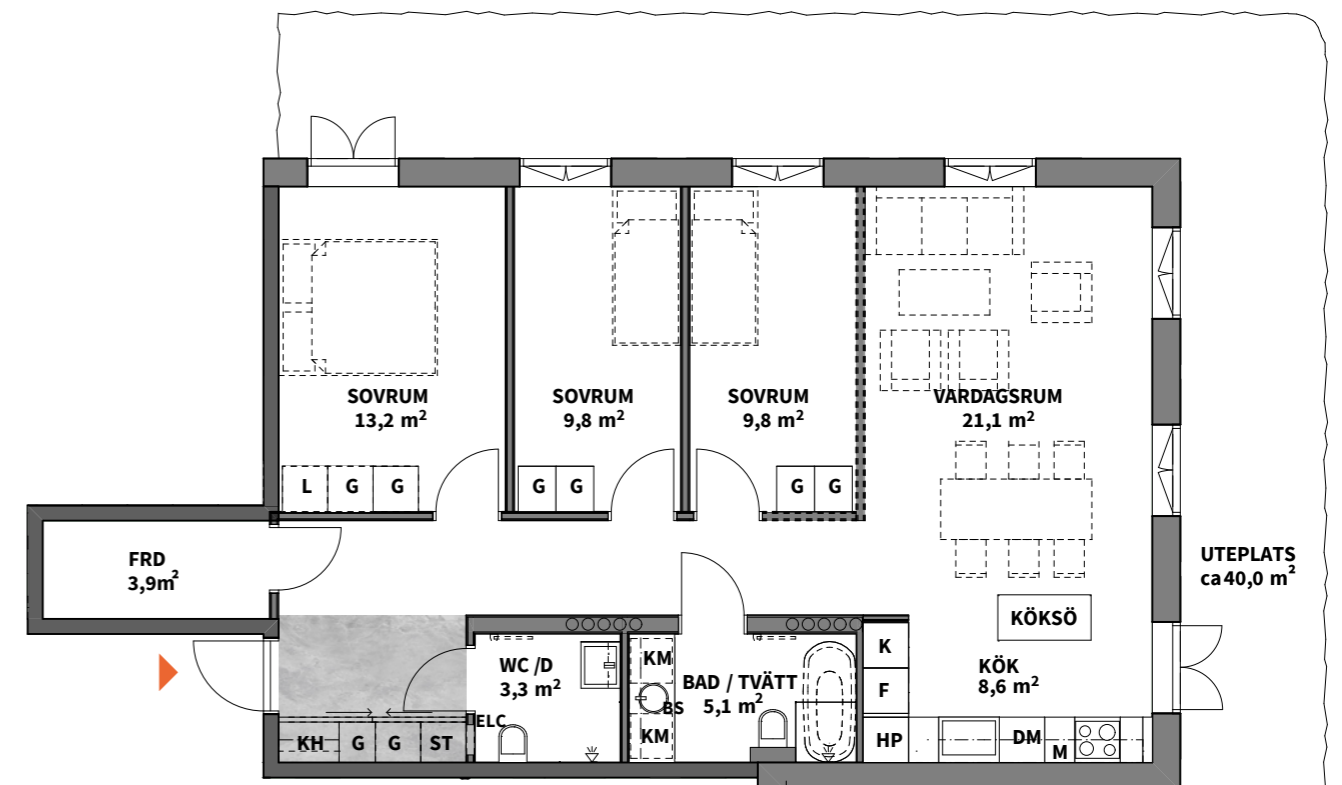 SOVRUM
13,2 m²
SOVRUM
9,8 m²
SOVRUM
9,8 m²
VARDAGSRUM
21,1 m²
L G G
G G
G G
FRD
3,9m²
UTEPLATS
ca 40,0 m²
KÖKSÖ
WC /D
3,3 m²
KM
BAD / TVÄTT
5,1 m²
BS
KM
K
F
KÖK
8,6 m²
ELC
KH G G ST
HP
DM
M